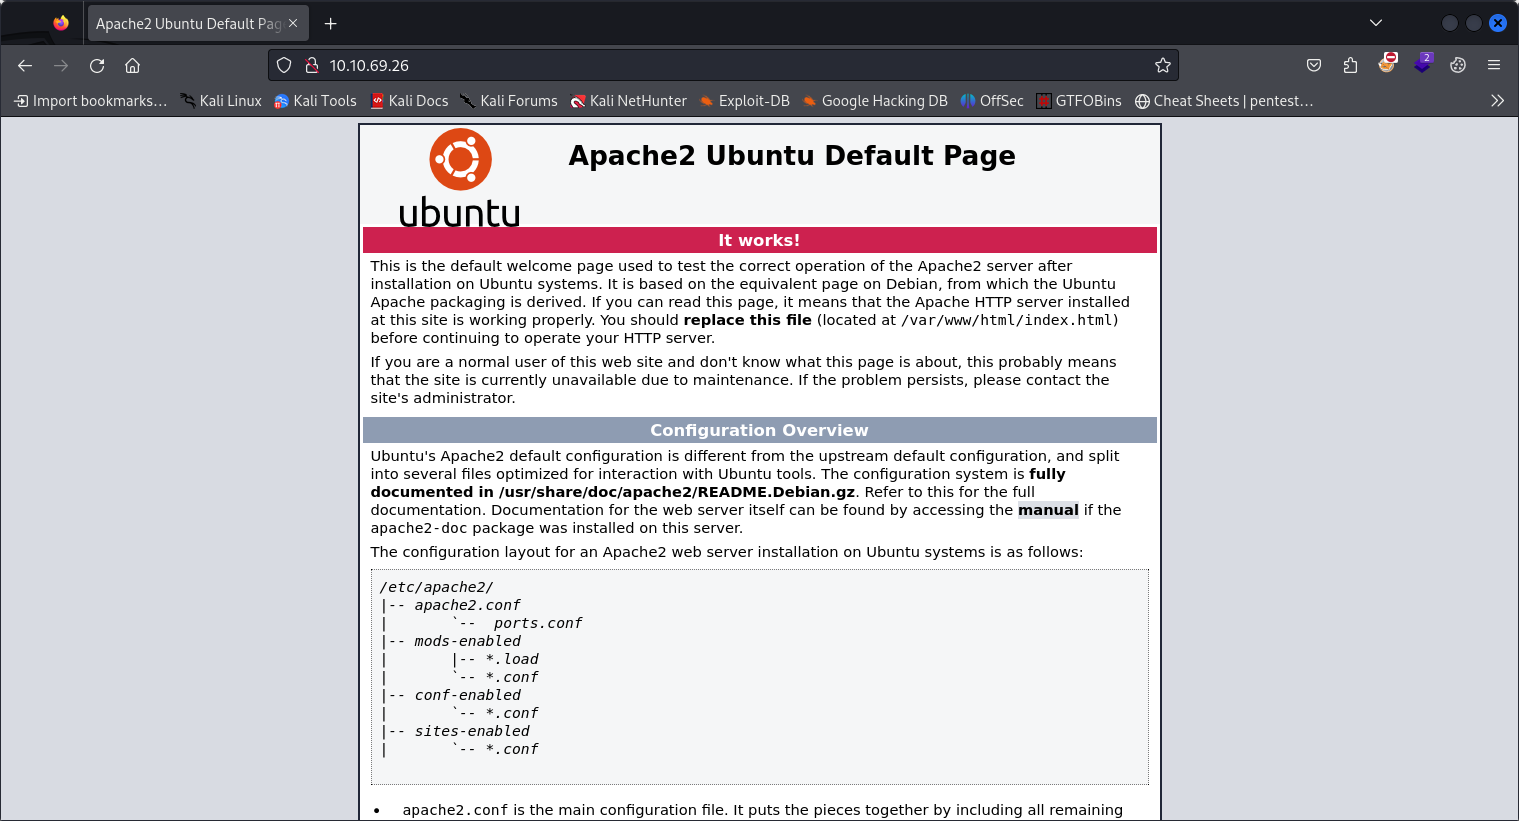 Apache2 Ubuntu Default Pag
10.10.69.26
2
Import bookmarks... Kali Linux Kali Tools Kali Docs Kali Forums Kali NetHunter Exploit-DB Google Hacking DB OffSec GTFOBins Cheat Sheets | pentest...
ubuntu
Apache2 Ubuntu Default Page
It works!
This is the default welcome page used to test the correct operation of the Apache2 server after
installation on Ubuntu systems. It is based on the equivalent page on Debian, from which the Ubuntu
Apache packaging is derived. If you can read this page, it means that the Apache HTTP server installed
at this site is working properly. You should replace this file (located at /var/www/html/index.html)
before continuing to operate your HTTP server.
If you are a normal user of this web site and don't know what this page is about, this probably means
that the site is currently unavailable due to maintenance. If the problem persists, please contact the
site's administrator.
Configuration Overview
Ubuntu's Apache2 default configuration is different from the upstream default configuration, and split
into several files optimized for interaction with Ubuntu tools. The configuration system is fully
documented in /usr/share/doc/apache2/README.Debian.gz. Refer to this for the full
documentation. Documentation for the web server itself can be found by accessing the manual if the
apache2-doc package was installed on this server.
The configuration layout for an Apache2 web server installation on Ubuntu systems is as follows:
/etc/apache2/
|-- apache2.conf
|       `--  ports.conf
|-- mods-enabled
|       |-- *.load
|       `-- *.conf
|-- conf-enabled
|       `-- *.conf
|-- sites-enabled
|       `-- *.conf
• apache2.conf is the main configuration file. It puts the pieces together by including all remaining